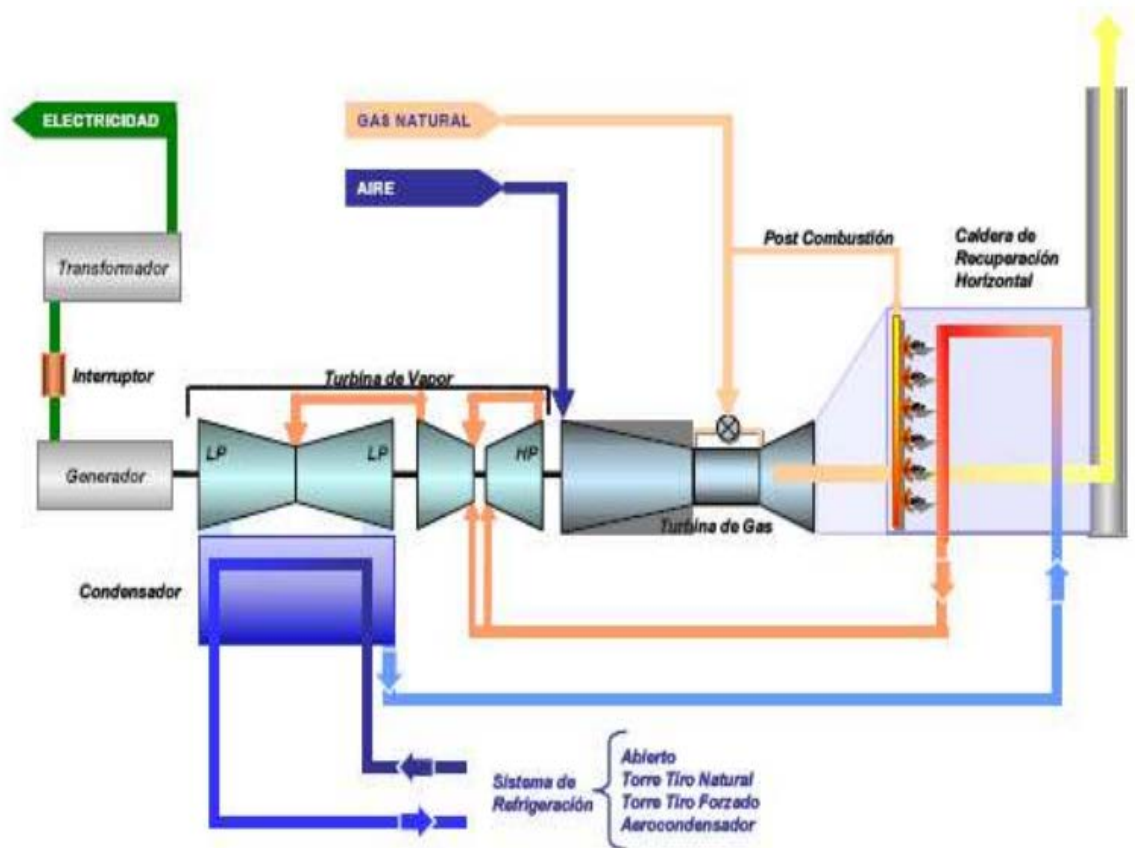 ELECTRICIDAD
GAS NATURAL
AIRE
Post Combustión
Caldera de
Recuperación
Horizontal
Transformador
Interruptor
Turbina de Vapor
LP
LP
HP
Generador
Turbina de Gas
Condensador
Sistema de
Refrigeración
Abierto
Torre Tiro Natural
Torre Tiro Forzado
Aerocondensador